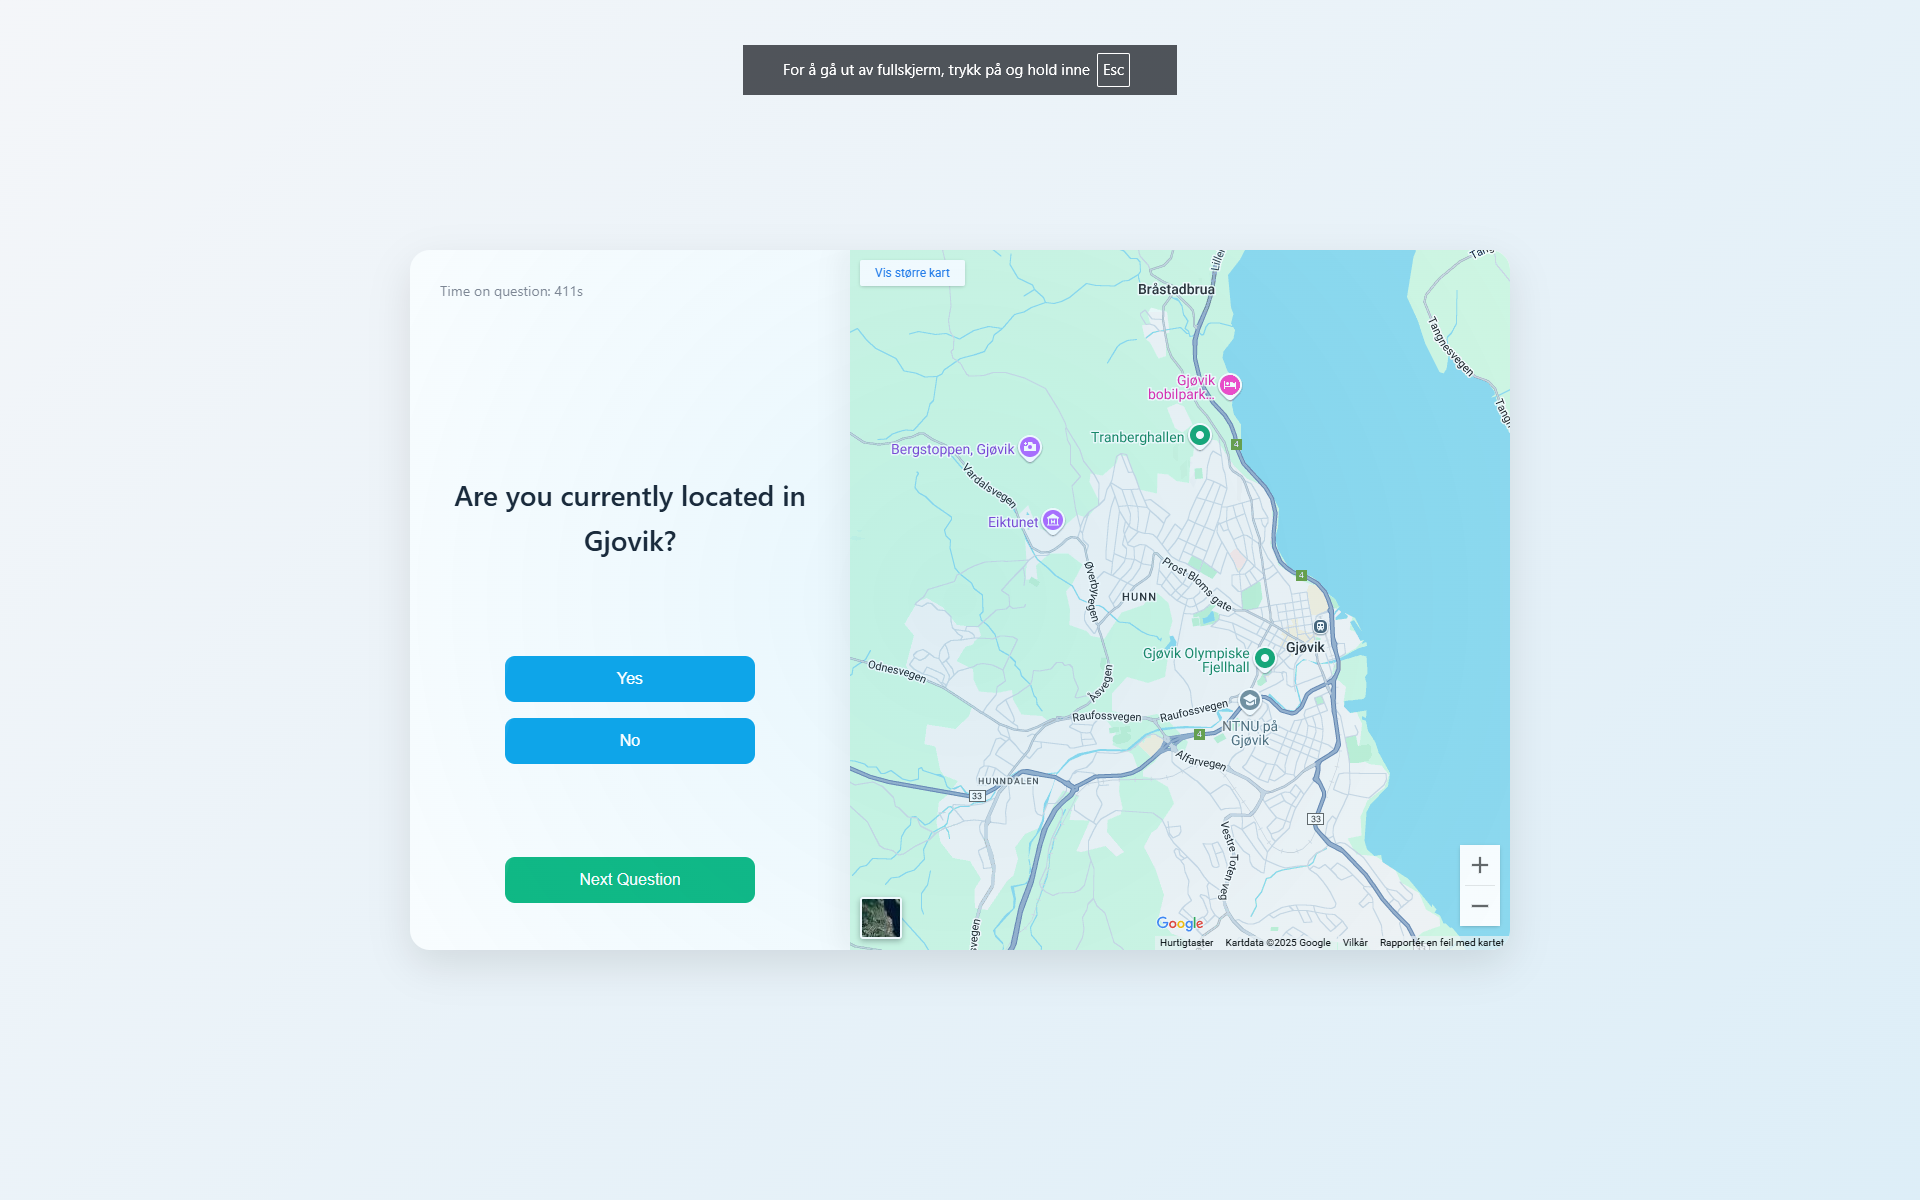 For å gå ut av fullskjerm, trykk på og hold inne Esc
Time on question: 411s
Are you currently located in
Gjovik?
Yes
No
Next Question
Vis større kart
Bråstadbrua
Tangnesvegen
Gjøvik
bobilpark...
Tranberghallen
4
Bergstoppen, Gjøvik
Vardalsvegen
Eiktunet
Øverbyvegen
Prost Bloms gate
4
HUNN
Gjøvik
Gjøvik Olympiske
Fjellhall
Odnesvegen
Åsvegen
Raufossvegen
Raufossvegen
NTNU på
Gjøvik
4
Alfarvegen
HUNNDALEN
33
33
Vestre Toten veg
Google
Hurtigtaster
Kartdata ©2025 Google
Vilkår
Rapportér en feil med kartet